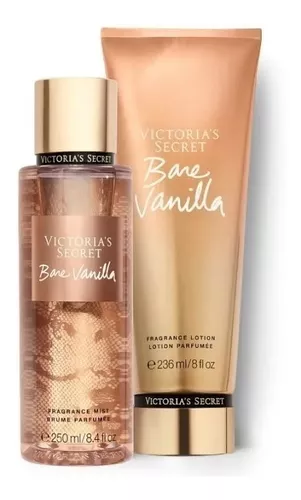 VICTORIA'S SECRET
VICTORIA'S
SECRET
Bare Vanilla
FRAGRANCE MIST
BRUME PARFUMÉE
℮250 ml/8.4 fl oz
VICTORIA'S
SECRET
Bare
Vanilla
FRAGRANCE LOTION
LOTION PARFUMÉE
℮236 ml/8 fl oz
VICTORIA'S SECRET